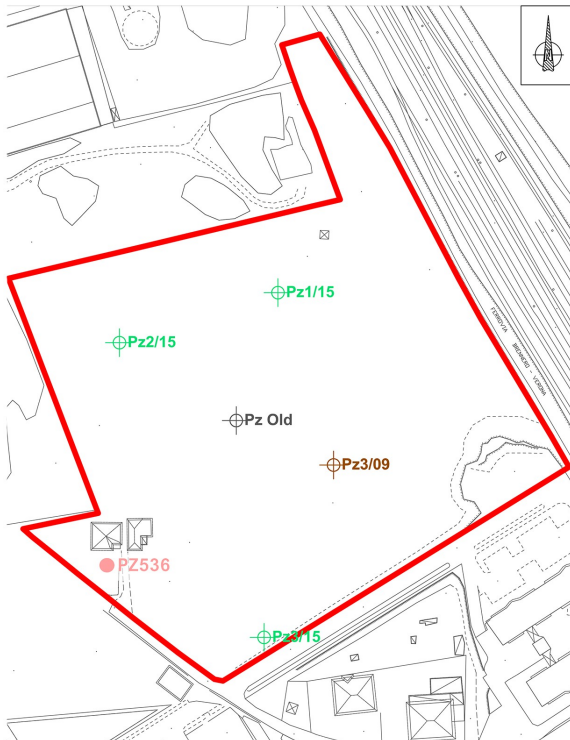 Pz1/15
FERROVIA BRENNERO - VERONA
Pz2/15
Pz Old
Pz3/09
PZ536
Pz3/15